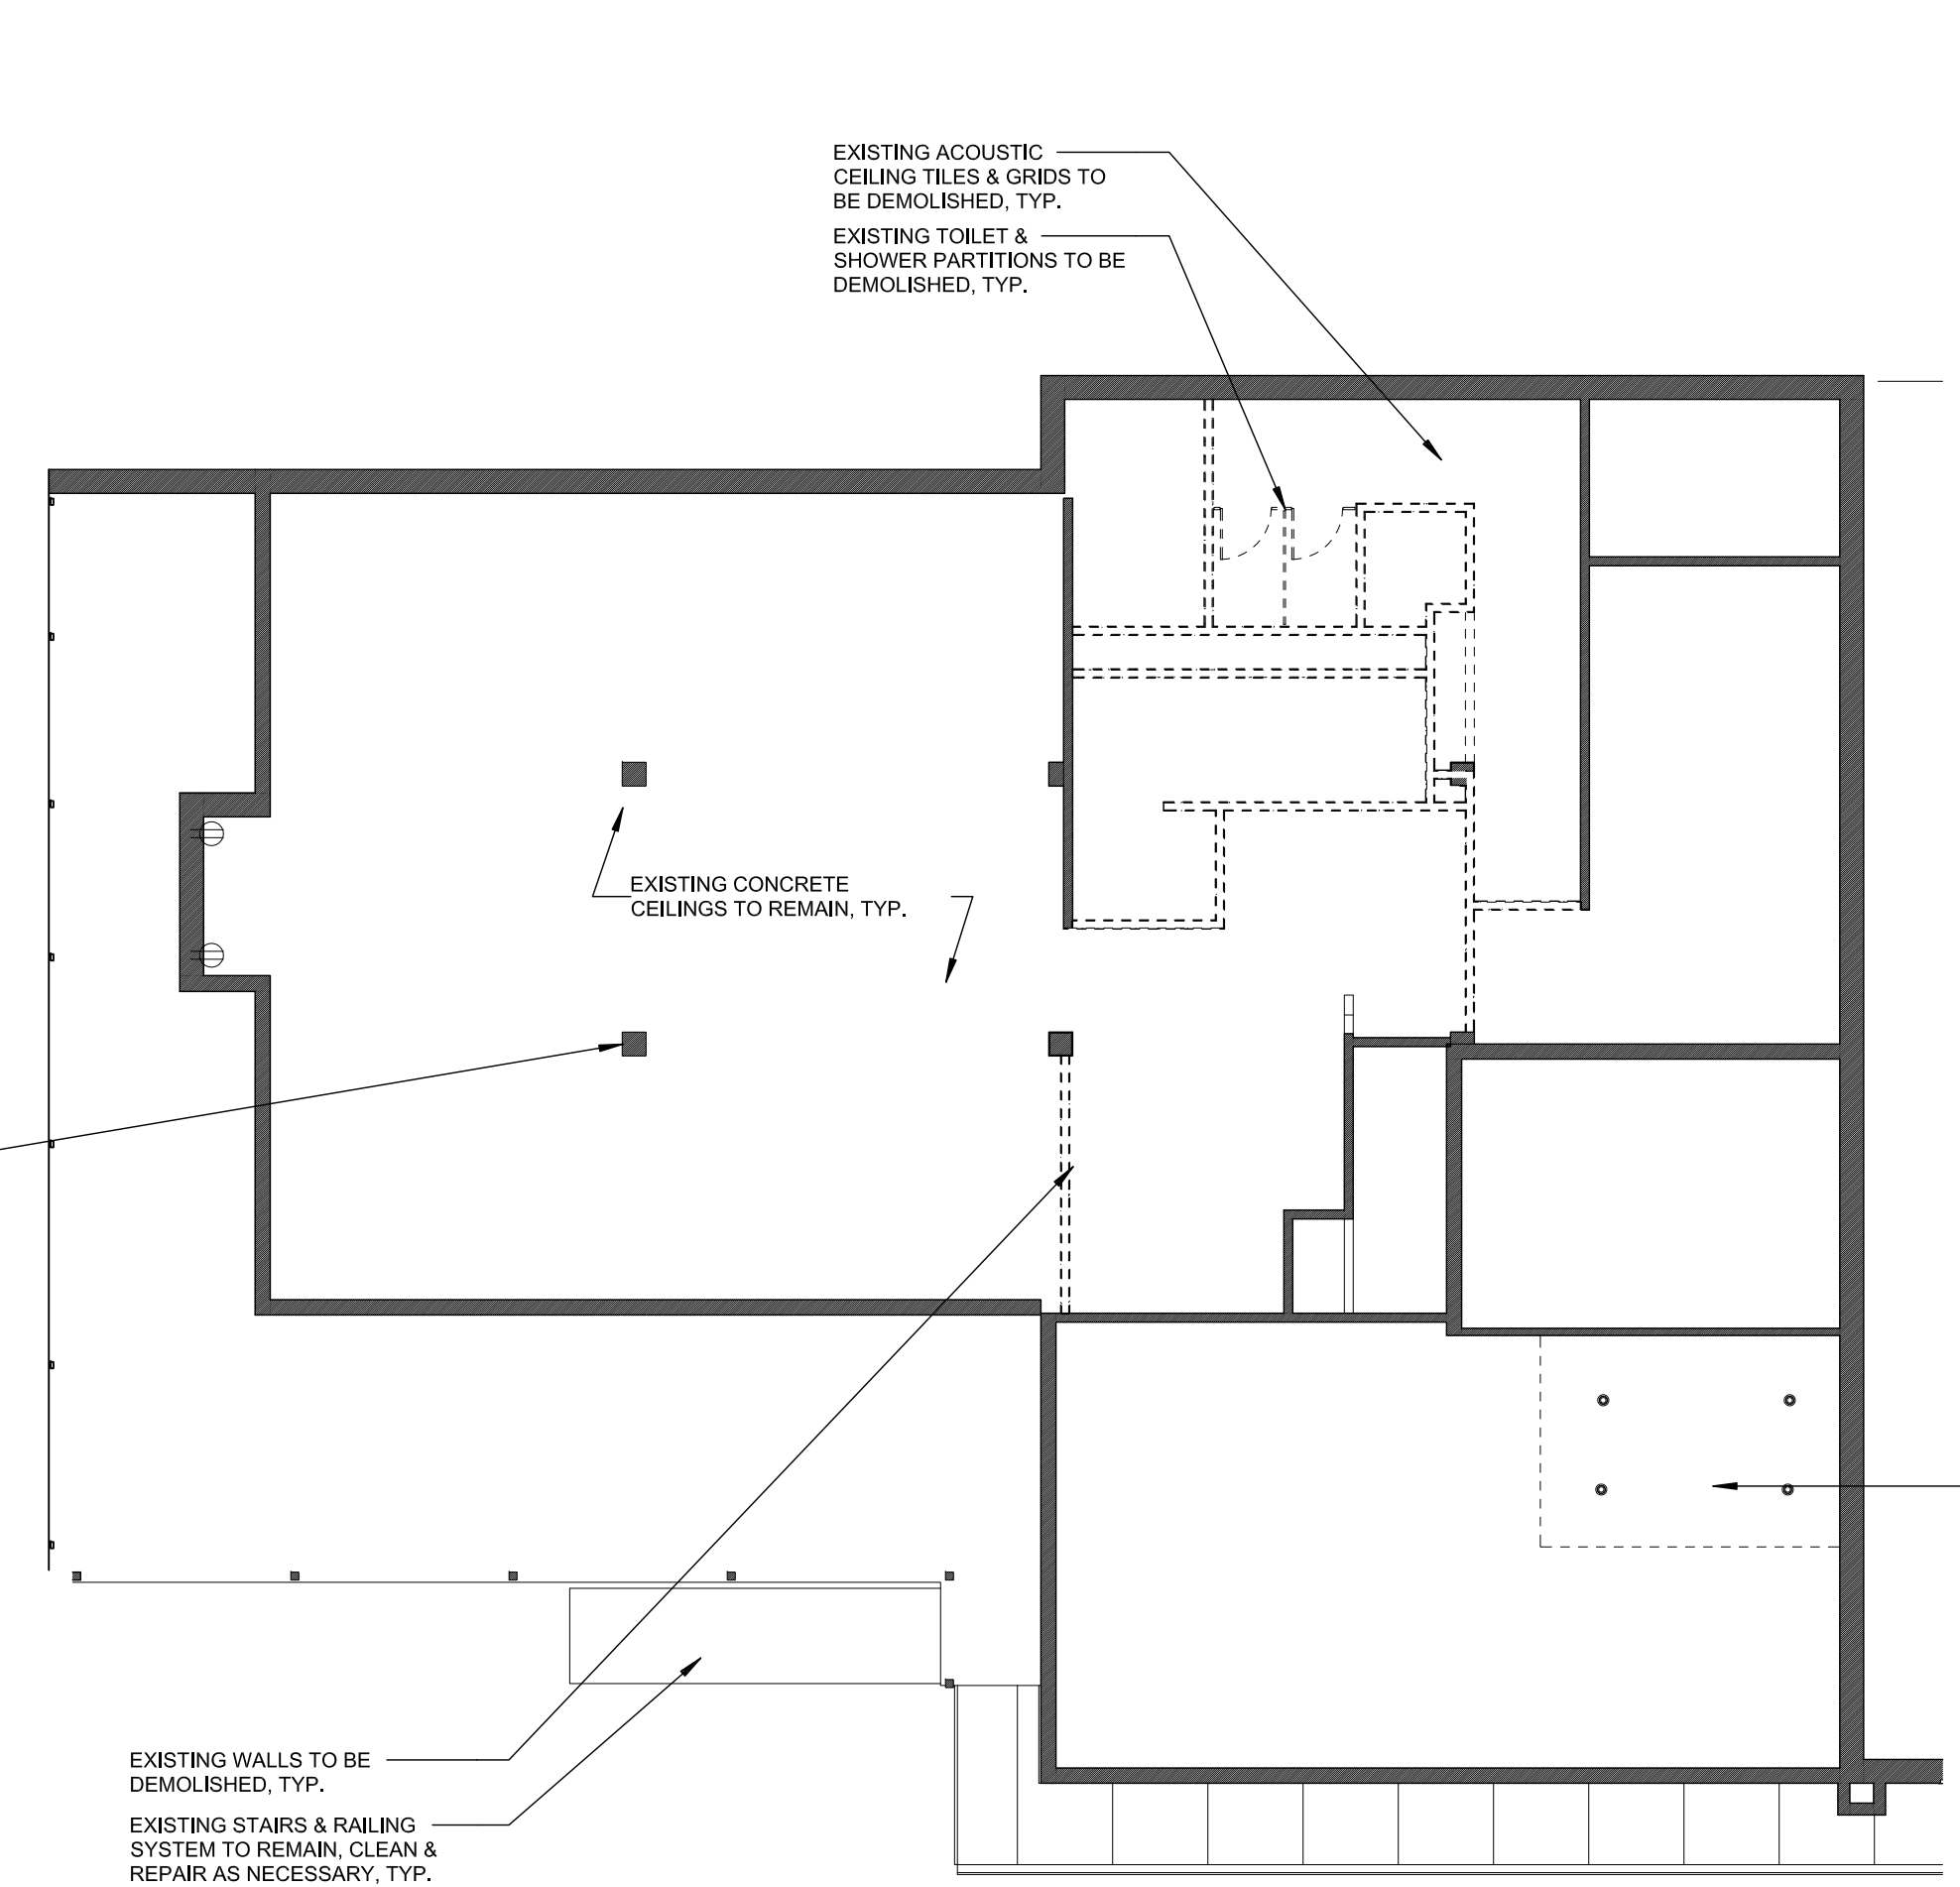 EXISTING ACOUSTIC
CEILING TILES & GRIDS TO
BE DEMOLISHED, TYP.
EXISTING TOILET &
SHOWER PARTITIONS TO BE
DEMOLISHED, TYP.
EXISTING CONCRETE
CEILINGS TO REMAIN, TYP.
EXISTING WALLS TO BE
DEMOLISHED, TYP.
EXISTING STAIRS & RAILING
SYSTEM TO REMAIN, CLEAN &
REPAIR AS NECESSARY, TYP.